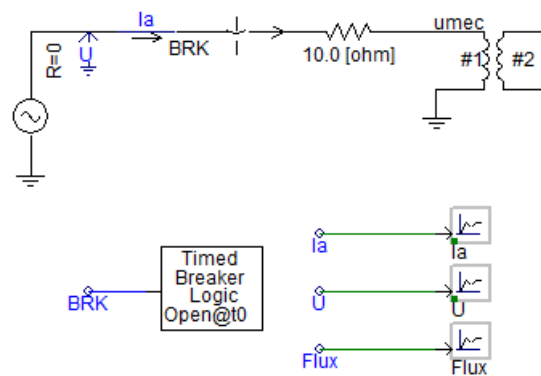 Ia
BRK
R=0
U
10.0 [ohm]
umec
#1
#2
Timed
Breaker
Logic
Open@t0
BRK
Ia
Ia
U
U
Flux
Flux